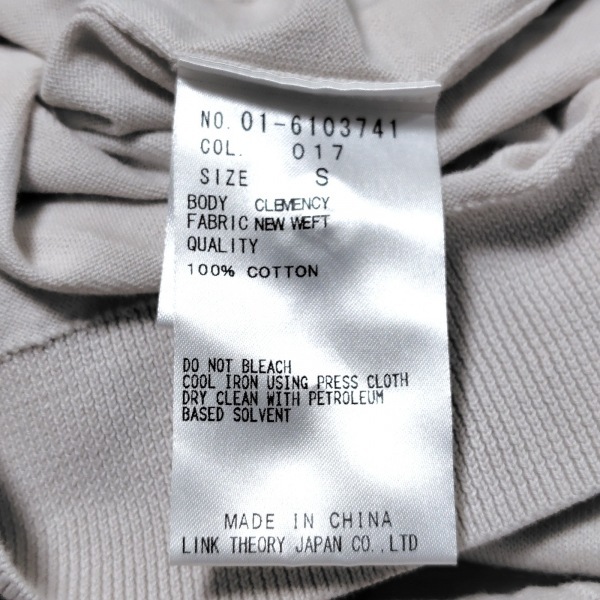 NO. 01-6103741
COL. 017
SIZE S
BODY CLEMENCY
FABRIC NEW WEFT
QUALITY
100% COTTON
DO NOT BLEACH
COOL IRON USING PRESS CLOTH
DRY CLEAN WITH PETROLEUM
BASED SOLVENT
MADE IN CHINA
LINK THEORY JAPAN CO.,LTD